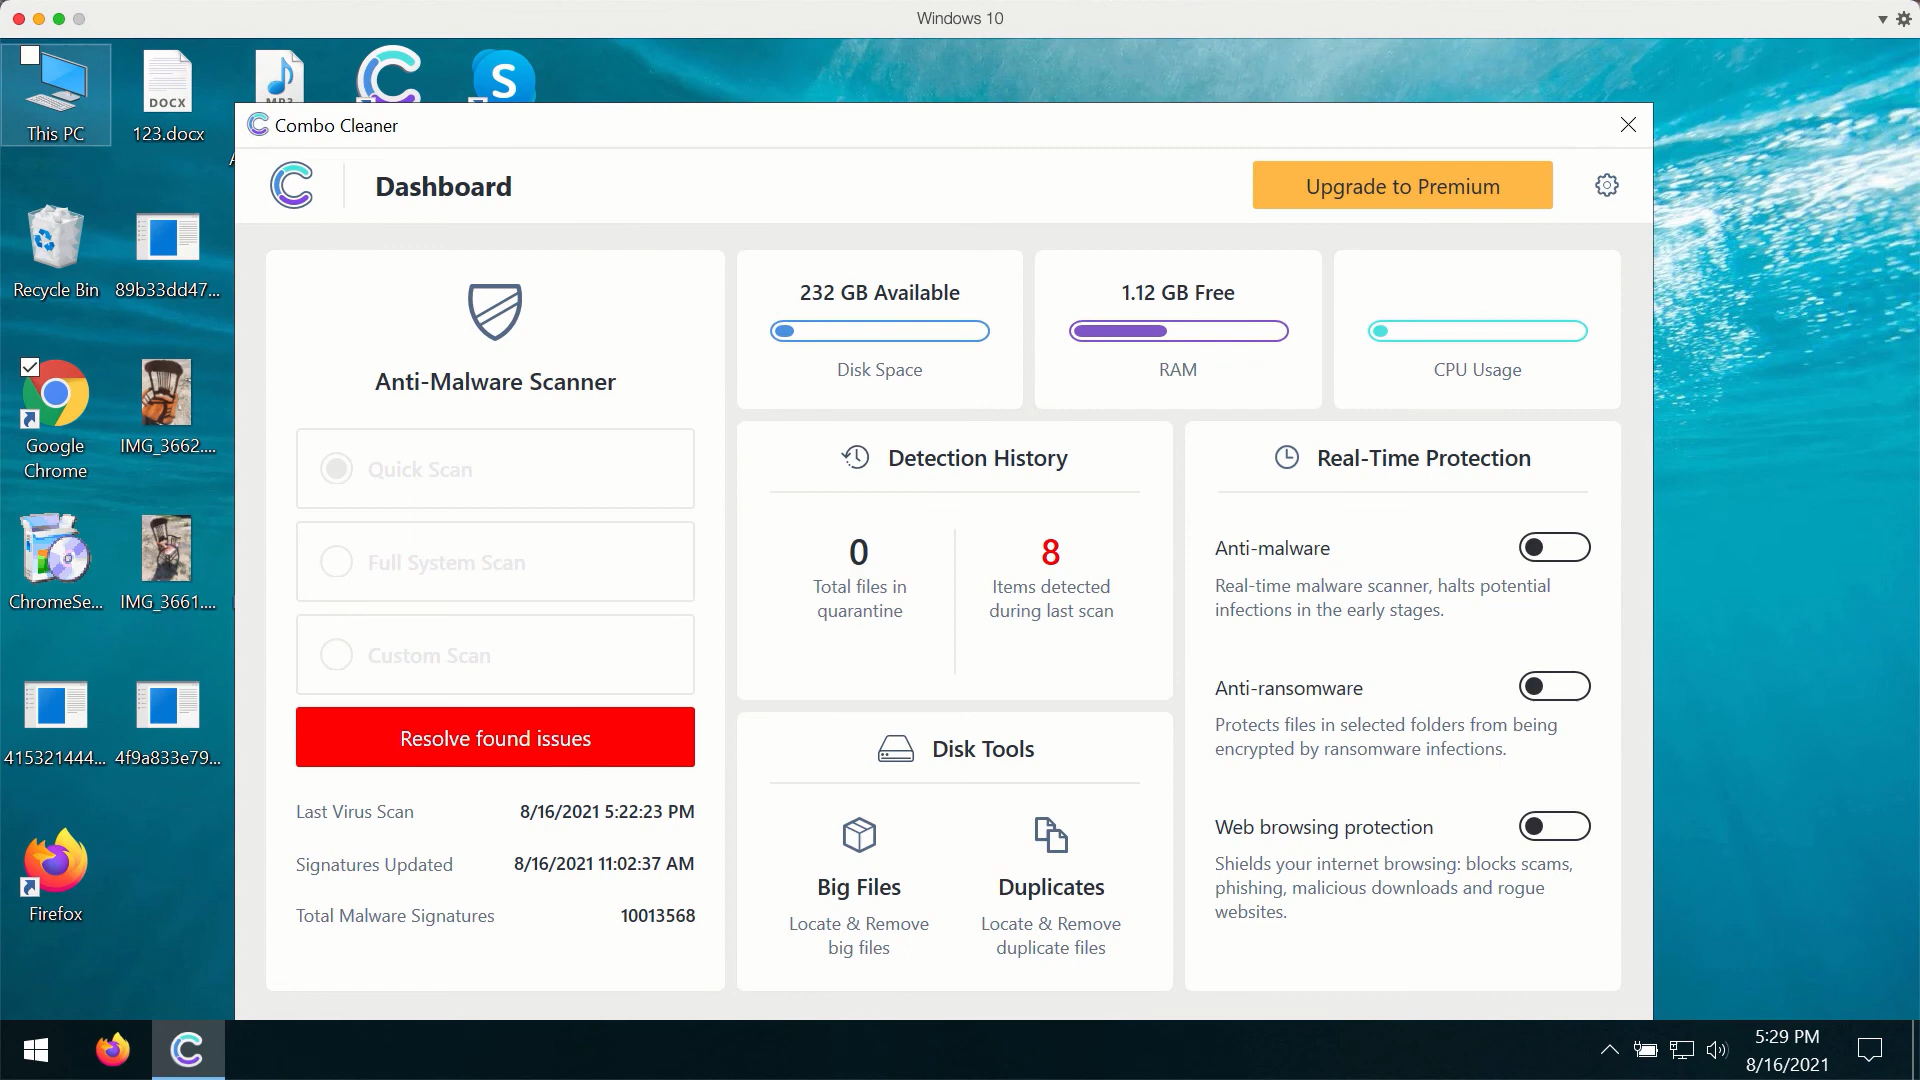 Windows 10
This PC
123.docx
DOCX
MP3
S
Recycle Bin
89b33dd47...
Google
Chrome
IMG_3662....
ChromeSe...
IMG_3661....
415321444...
4f9a833e79...
Firefox
Combo Cleaner
Dashboard
Upgrade to Premium
Anti-Malware Scanner
Quick Scan
Full System Scan
Custom Scan
Resolve found issues
Last Virus Scan 8/16/2021 5:22:23 PM
Signatures Updated 8/16/2021 11:02:37 AM
Total Malware Signatures 10013568
232 GB Available
Disk Space
1.12 GB Free
RAM
CPU Usage
Detection History
0
Total files in
quarantine
8
Items detected
during last scan
Disk Tools
Big Files
Locate & Remove
big files
Duplicates
Locate & Remove
duplicate files
Real-Time Protection
Anti-malware
Real-time malware scanner, halts potential
infections in the early stages.
Anti-ransomware
Protects files in selected folders from being
encrypted by ransomware infections.
Web browsing protection
Shields your internet browsing: blocks scams,
phishing, malicious downloads and rogue
websites.
5:29 PM
8/16/2021